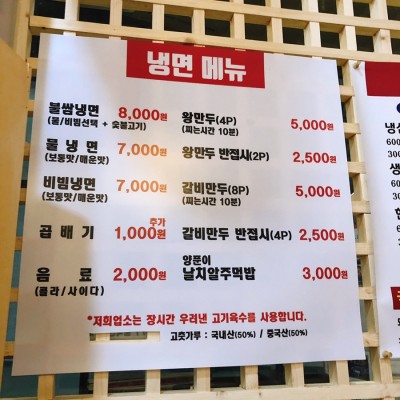 냉면 메뉴
불쌈냉면 8,000원
(물/비빔선택 + 숯불고기)
물 냉 면 7,000원
(보통맛/매운맛)
비빔냉면 7,000원
(보통맛/매운맛)
곱 배 기 추가 1,000원
음 료 2,000원
(콜라/사이다)
왕만두(4P) 5,000원
(찌는시간 10분)
왕만두 반접시(2P) 2,500원
갈비만두(8P) 5,000원
(찌는시간 10분)
갈비만두 반접시(4P) 2,500원
양푼이
날치알주먹밥 3,000원
*저희업소는 장시간 우려낸 고기육수를 사용합니다.
고춧가루 : 국내산(50%) / 중국산(50%)